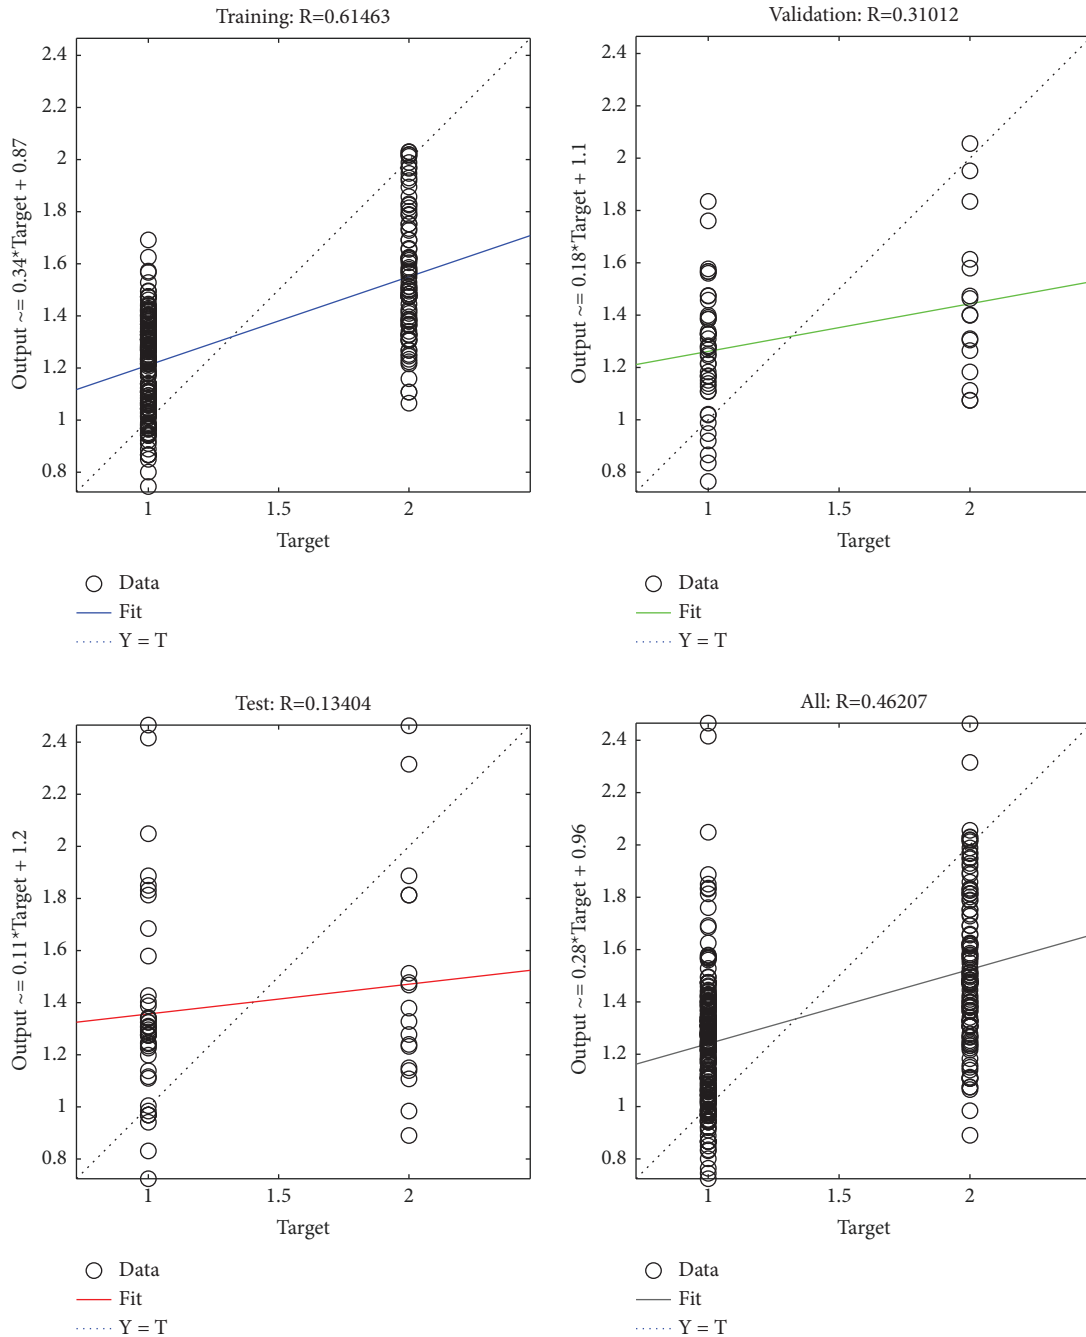 Training: R=0.61463
Output ~= 0.34*Target + 0.87
2.4
2.2
2
1.8
1.6
1.4
1.2
1
0.8
1
1.5
2
Target
Data
Fit
Y = T
Validation: R=0.31012
Output ~= 0.18*Target + 1.1
2.4
2.2
2
1.8
1.6
1.4
1.2
1
0.8
1
1.5
2
Target
Data
Fit
Y = T
Test: R=0.13404
Output ~= 0.11*Target + 1.2
2.4
2.2
2
1.8
1.6
1.4
1.2
1
0.8
1
1.5
2
Target
Data
Fit
Y = T
All: R=0.46207
Output ~= 0.28*Target + 0.96
2.4
2.2
2
1.8
1.6
1.4
1.2
1
0.8
1
1.5
2
Target
Data
Fit
Y = T